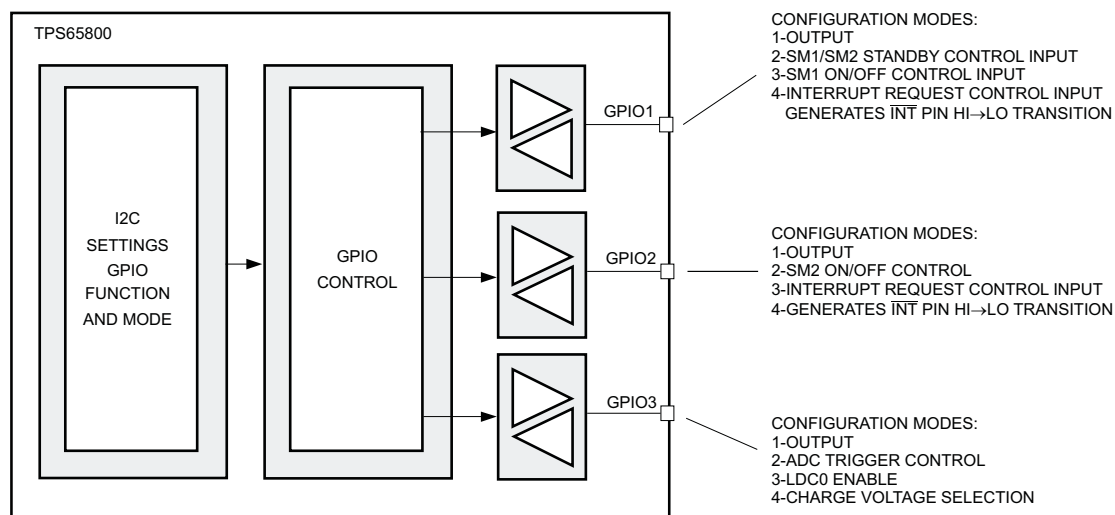 TPS65800
I2C
SETTINGS
GPIO
FUNCTION
AND MODE
GPIO
CONTROL
GPIO1
GPIO2
GPIO3
CONFIGURATION MODES:
1-OUTPUT
2-SM1/SM2 STANDBY CONTROL INPUT
3-SM1 ON/OFF CONTROL INPUT
4-INTERRUPT REQUEST CONTROL INPUT
GENERATES INT PIN HI→LO TRANSITION
CONFIGURATION MODES:
1-OUTPUT
2-SM2 ON/OFF CONTROL
3-INTERRUPT REQUEST CONTROL INPUT
4-GENERATES INT PIN HI→LO TRANSITION
CONFIGURATION MODES:
1-OUTPUT
2-ADC TRIGGER CONTROL
3-LDC0 ENABLE
4-CHARGE VOLTAGE SELECTION